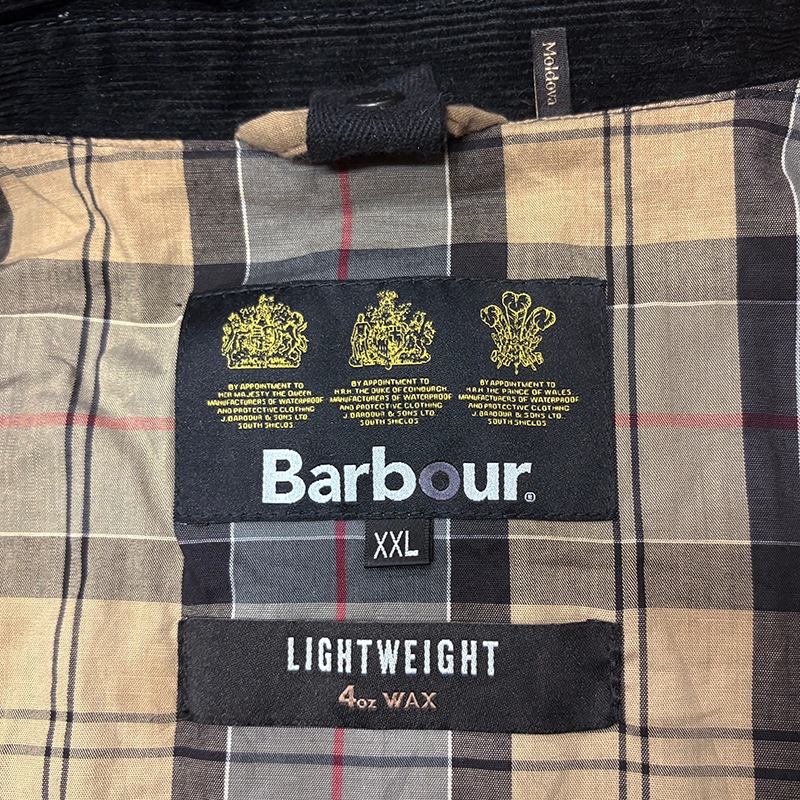 Moldova
BY APPOINTMENT TO
HER MAJESTY THE QUEEN
MANUFACTURERS OF WATERPROOF
AND PROTECTIVE CLOTHING
J. BARBOUR & SONS LTD.
SOUTH SHIELDS
BY APPOINTMENT TO
H.R.H. THE DUKE OF EDINBURGH.
MANUFACTURERS OF WATERPROOF
AND PROTECTIVE CLOTHING
J. BARBOUR & SONS LTD.
SOUTH SHIELDS
BY APPOINTMENT TO
H.R.H. THE PRINCE OF WALES
MANUFACTURERS OF WATERPROOF
AND PROTECTIVE CLOTHING
J. BARBOUR & SONS LTD.
SOUTH SHIELDS
Barbour®
XXL
LIGHTWEIGHT
4oz WAX